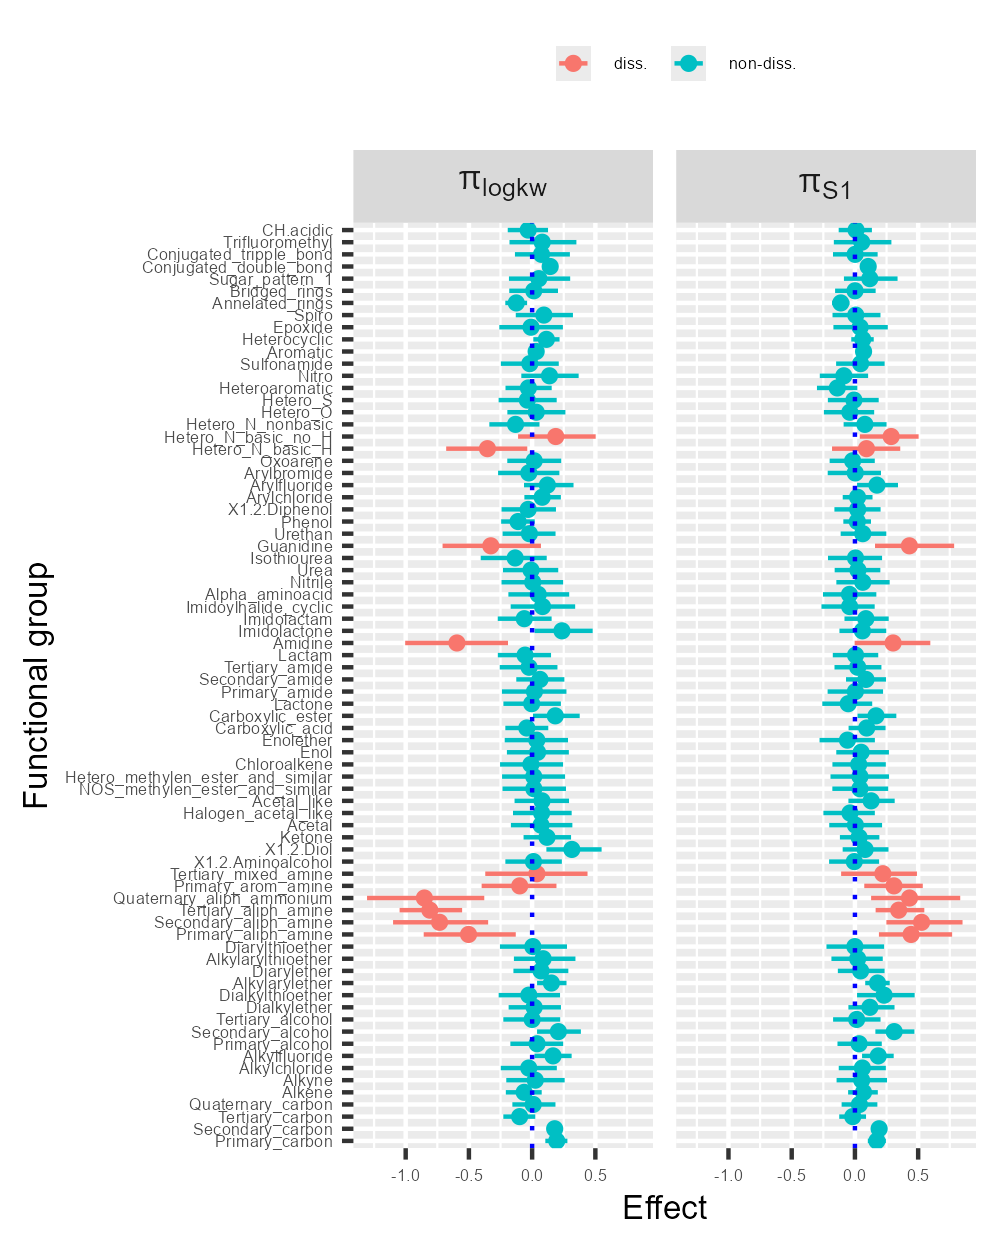 diss. non-diss.
πlogkw πS1
CH.acidic
Trifluoromethyl
Conjugated_tripple_bond
Conjugated_double_bond
Sugar_pattern_1
Bridged_rings
Annelated_rings
Spiro
Epoxide
Heterocyclic
Aromatic
Sulfonamide
Nitro
Heteroaromatic
Hetero_S
Hetero_O
Hetero_N_nonbasic
Hetero_N_basic_no_H
Hetero_N_basic_H
Oxoarene
Arylbromide
Arylfluoride
Arylchloride
X1.2.Diphenol
Phenol
Urethan
Guanidine
Isothiourea
Urea
Nitrile
Alpha_aminoacid
Imidoylhalide_cyclic
Imidolactam
Imidolactone
Amidine
Lactam
Tertiary_amide
Secondary_amide
Primary_amide
Lactone
Carboxylic_ester
Carboxylic_acid
Enolether
Enol
Chloroalkene
Hetero_methylen_ester_and_similar
NOS_methylen_ester_and_similar
Acetal_like
Halogen_acetal_like
Acetal
Ketone
X1.2.Diol
X1.2.Aminoalcohol
Tertiary_mixed_amine
Primary_arom_amine
Quaternary_aliph_ammonium
Tertiary_aliph_amine
Secondary_aliph_amine
Primary_aliph_amine
Diarylthioether
Alkylarylthioether
Diarylether
Alkylarylether
Dialkylthioether
Dialkylether
Tertiary_alcohol
Secondary_alcohol
Primary_alcohol
Alkylfluoride
Alkylchloride
Alkyne
Alkene
Quaternary_carbon
Tertiary_carbon
Secondary_carbon
Primary_carbon
Functional group
-1.0 -0.5 0.0 0.5 -1.0 -0.5 0.0 0.5
Effect